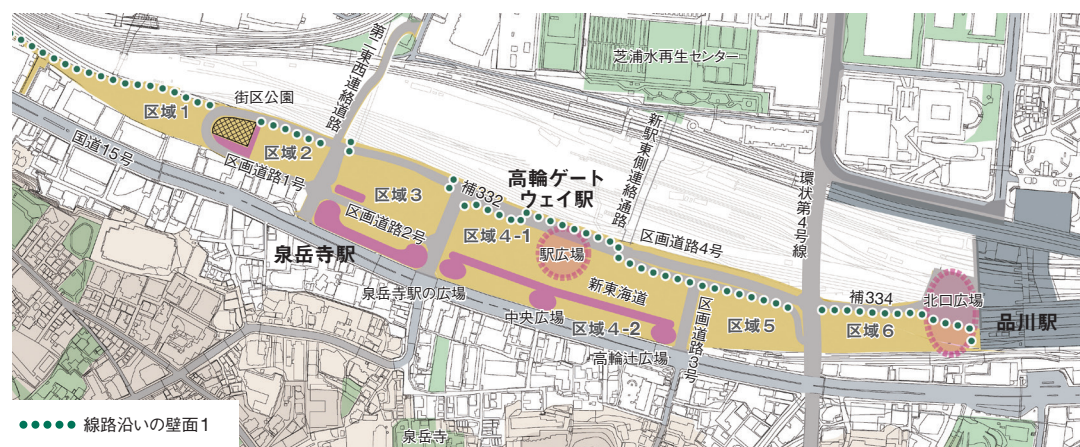 芝浦水再生センター
第二東西連絡道路
街区公園
区域1
区域2
国道15号
区画道路1号
新駅東側連絡通路
環状第4号線
高輪ゲート
ウェイ駅
補332
区域3
区画道路2号
区域4-1
駅広場
区画道路4号
泉岳寺駅
泉岳寺駅の広場
新東海道
中央広場
区域4-2
高輪辻広場
区画道路3号
区域5
補334
北口広場
区域6
品川駅
泉岳寺
線路沿いの壁面1